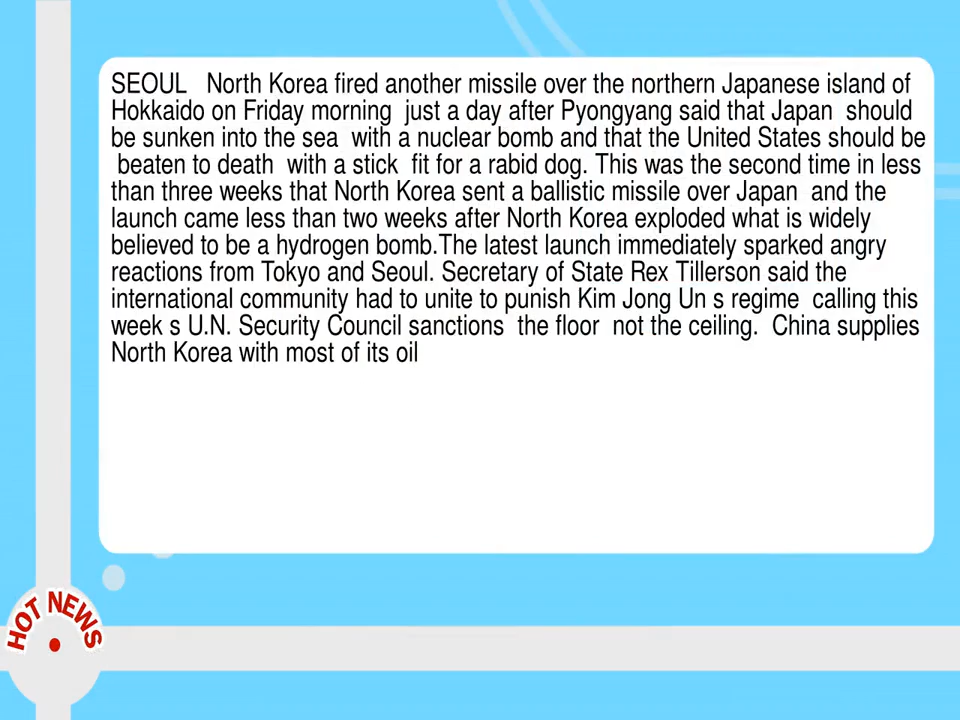 SEOUL   North Korea fired another missile over the northern Japanese island of
Hokkaido on Friday morning  just a day after Pyongyang said that Japan  should
be sunken into the sea  with a nuclear bomb and that the United States should be
 beaten to death  with a stick  fit for a rabid dog. This was the second time in less
than three weeks that North Korea sent a ballistic missile over Japan  and the
launch came less than two weeks after North Korea exploded what is widely
believed to be a hydrogen bomb.The latest launch immediately sparked angry
reactions from Tokyo and Seoul. Secretary of State Rex Tillerson said the
international community had to unite to punish Kim Jong Un s regime  calling this
week s U.N. Security Council sanctions  the floor  not the ceiling.  China supplies
North Korea with most of its oil
HOT NEWS